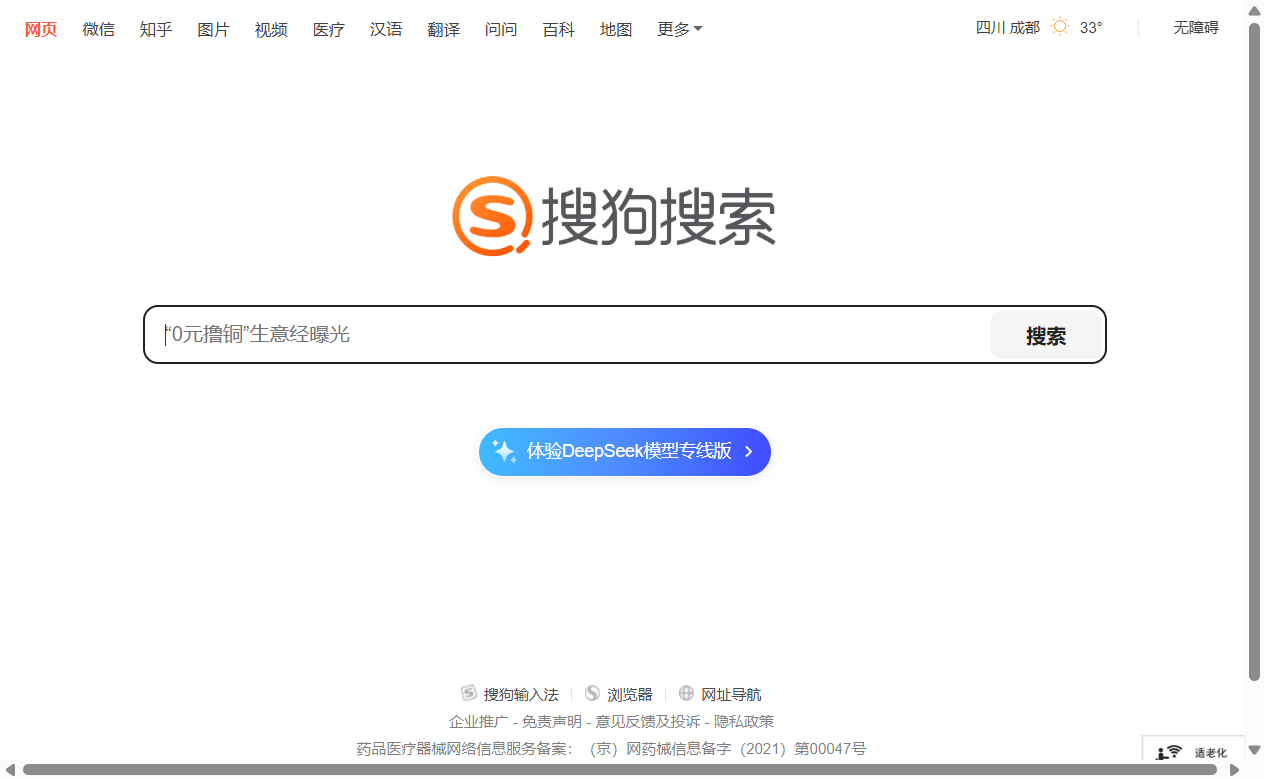 网页 微信 知乎 图片 视频 医疗 汉语 翻译 问问 百科 地图 更多 四川 成都 33° 无障碍
搜狗搜索
“0元撸铜”生意经曝光 搜索
体验DeepSeek模型专线版
搜狗输入法 浏览器 网址导航
企业推广 - 免责声明 - 意见反馈及投诉 - 隐私政策
药品医疗器械网络信息服务备案：（京）网药械信息备字（2021）第00047号
适老化